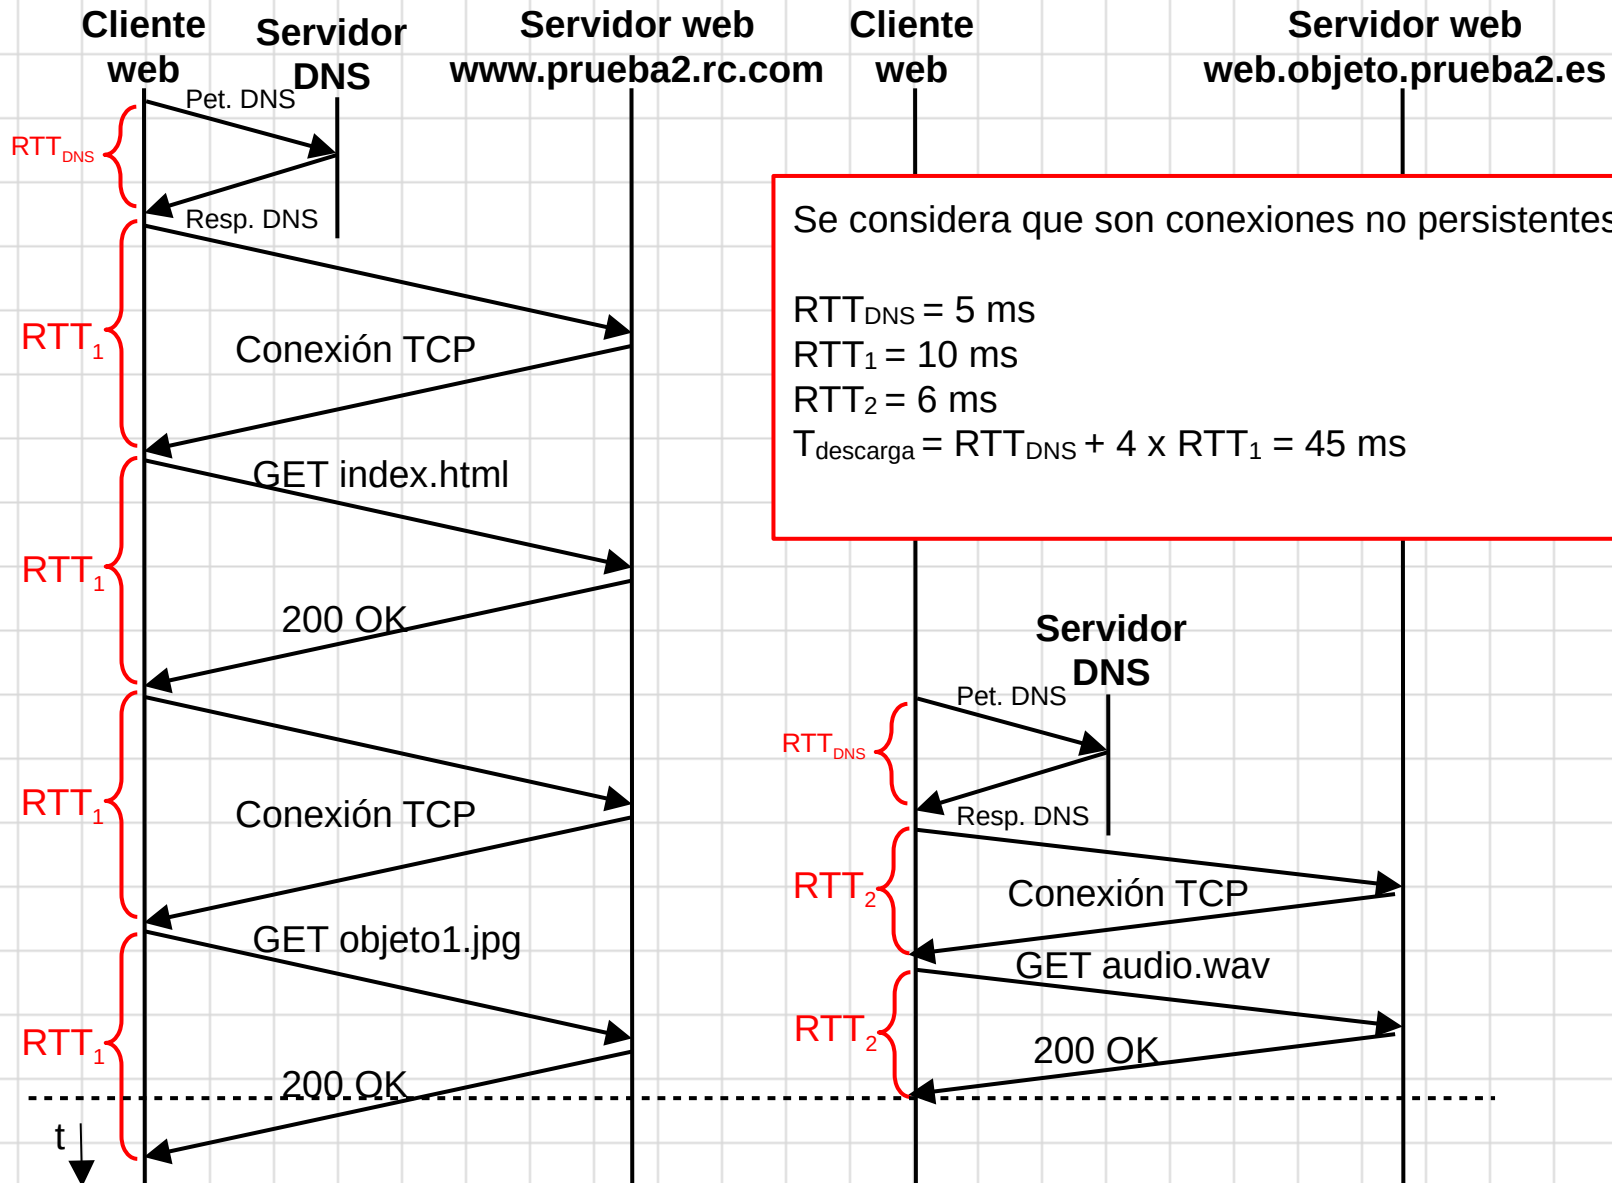 Cliente
web
Servidor
DNS
Servidor web
www.prueba2.rc.com
Cliente
web
Servidor web
web.objeto.prueba2.es
Pet. DNS
RTTDNS
Resp. DNS
RTT1
Conexión TCP
GET index.html
RTT1
200 OK
RTT1
Conexión TCP
GET objeto1.jpg
RTT1
200 OK
t
Se considera que son conexiones no persistentes
RTTDNS = 5 ms
RTT1 = 10 ms
RTT2 = 6 ms
Tdescarga = RTTDNS + 4 x RTT1 = 45 ms
Servidor
DNS
Pet. DNS
RTTDNS
Resp. DNS
RTT2
Conexión TCP
GET audio.wav
RTT2
200 OK